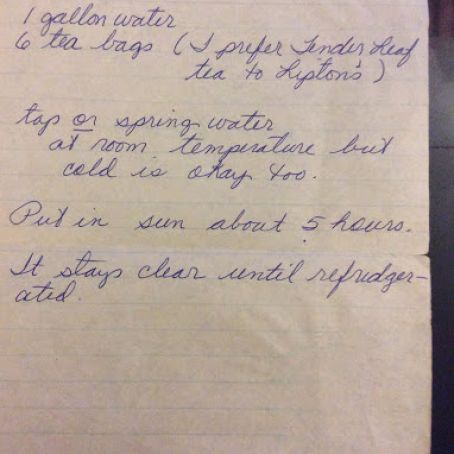 1 gallon water
6 tea bags (I prefer Tender Leaf
tea to Lipton's)
tap or spring water
at room temperature but
cold is okay too.
Put in sun about 5 hours.
It stays clear until refridger-
ated.